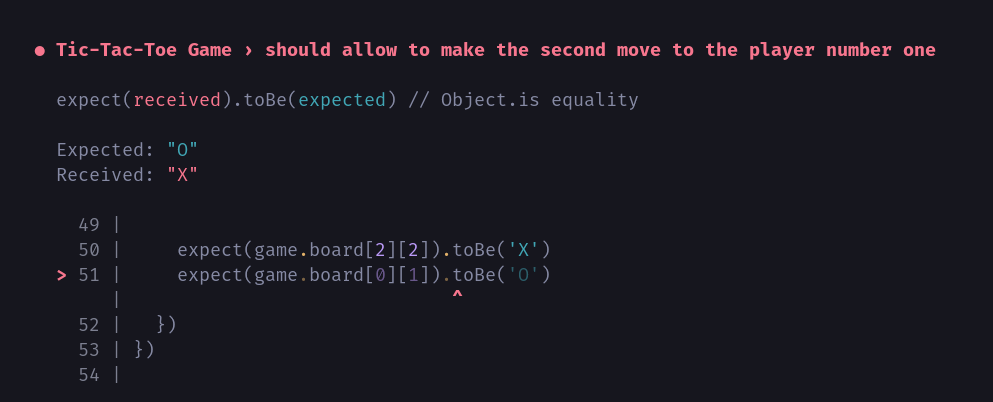 ● Tic-Tac-Toe Game › should allow to make the second move to the player number one
expect(received).toBe(expected) // Object.is equality
Expected: "O"
Received: "X"
49 |
50 |     expect(game.board[2][2]).toBe('X')
> 51 |     expect(game.board[0][1]).toBe('O')
|                              ^
52 |   })
53 | })
54 |